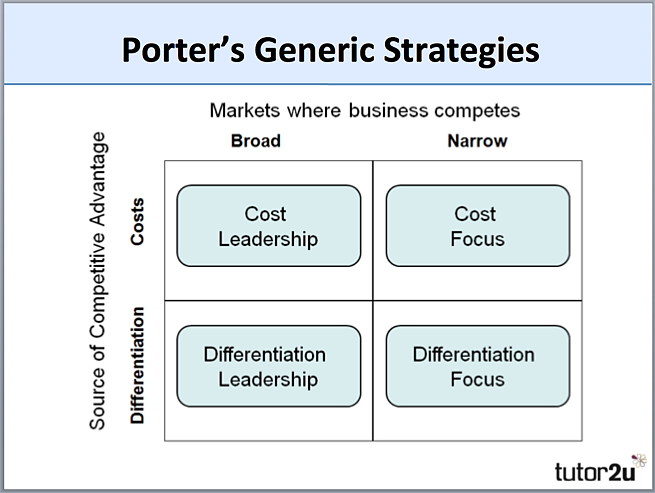 Porter’s Generic Strategies
Markets where business competes
Broad
Narrow
Source of Competitive Advantage
Costs
Cost
Leadership
Cost
Focus
Differentiation
Differentiation
Leadership
Differentiation
Focus
tutor2u